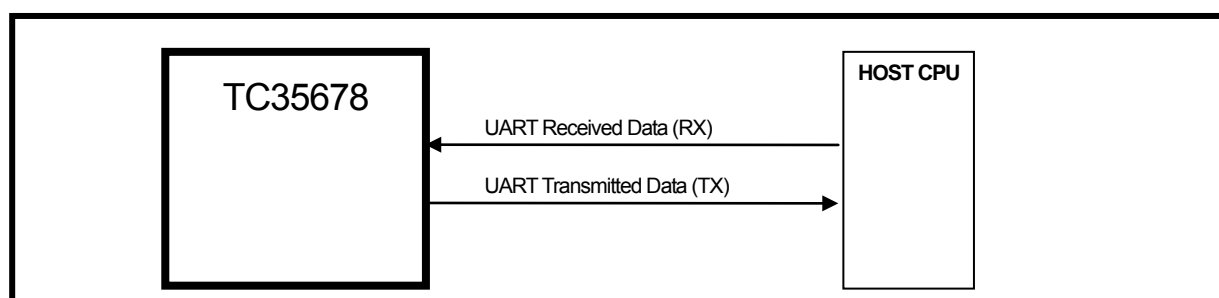 TC35678
HOST CPU
UART Received Data (RX)
UART Transmitted Data (TX)